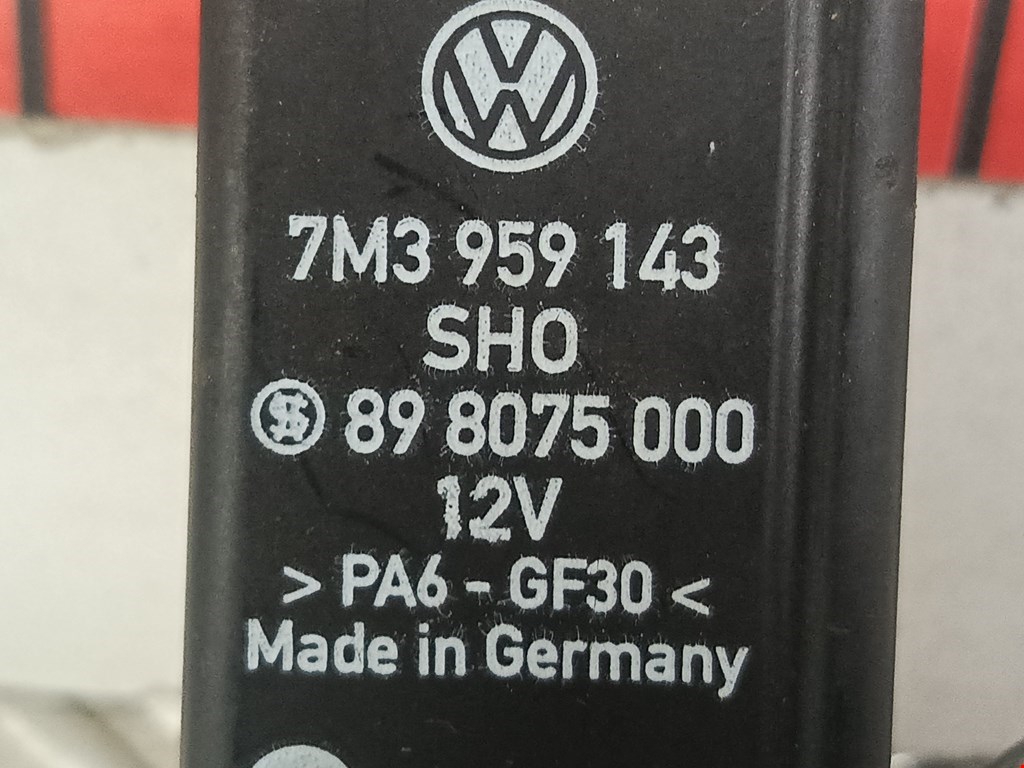 7M3 959 143
SHO
89 8075 000
12V
> PA6 - GF30 <
Made in Germany